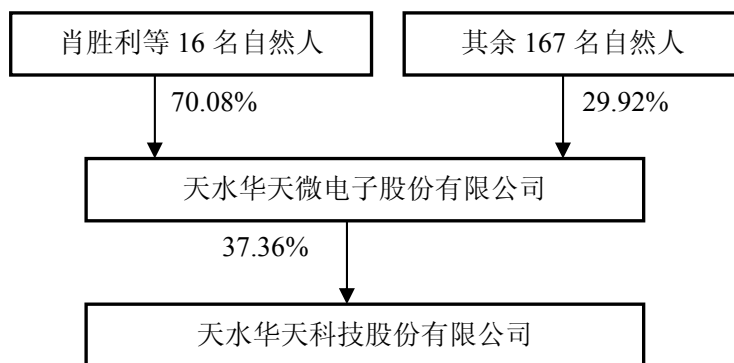 肖胜利等 16 名自然人
其余 167 名自然人
70.08%
29.92%
天水华天微电子股份有限公司
37.36%
天水华天科技股份有限公司